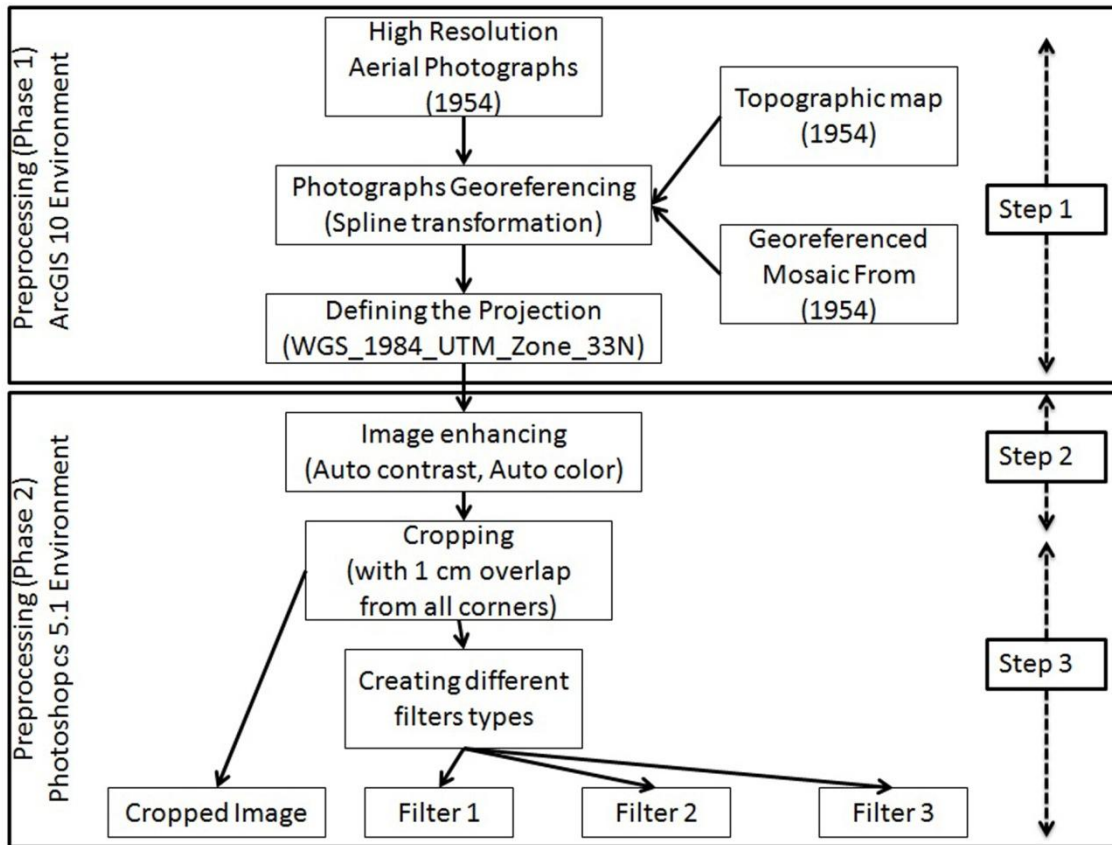 Preprocessing (Phase 1)
ArcGIS 10 Environment
High Resolution
Aerial Photographs
(1954)
Topographic map
(1954)
Photographs Georeferencing
(Spline transformation)
Georeferenced
Mosaic From
(1954)
Defining the Projection
(WGS_1984_UTM_Zone_33N)
Step 1
Preprocessing (Phase 2)
Photoshop cs 5.1 Environment
Image enhancing
(Auto contrast, Auto color)
Step 2
Cropping
(with 1 cm overlap
from all corners)
Creating different
filters types
Step 3
Cropped Image
Filter 1
Filter 2
Filter 3